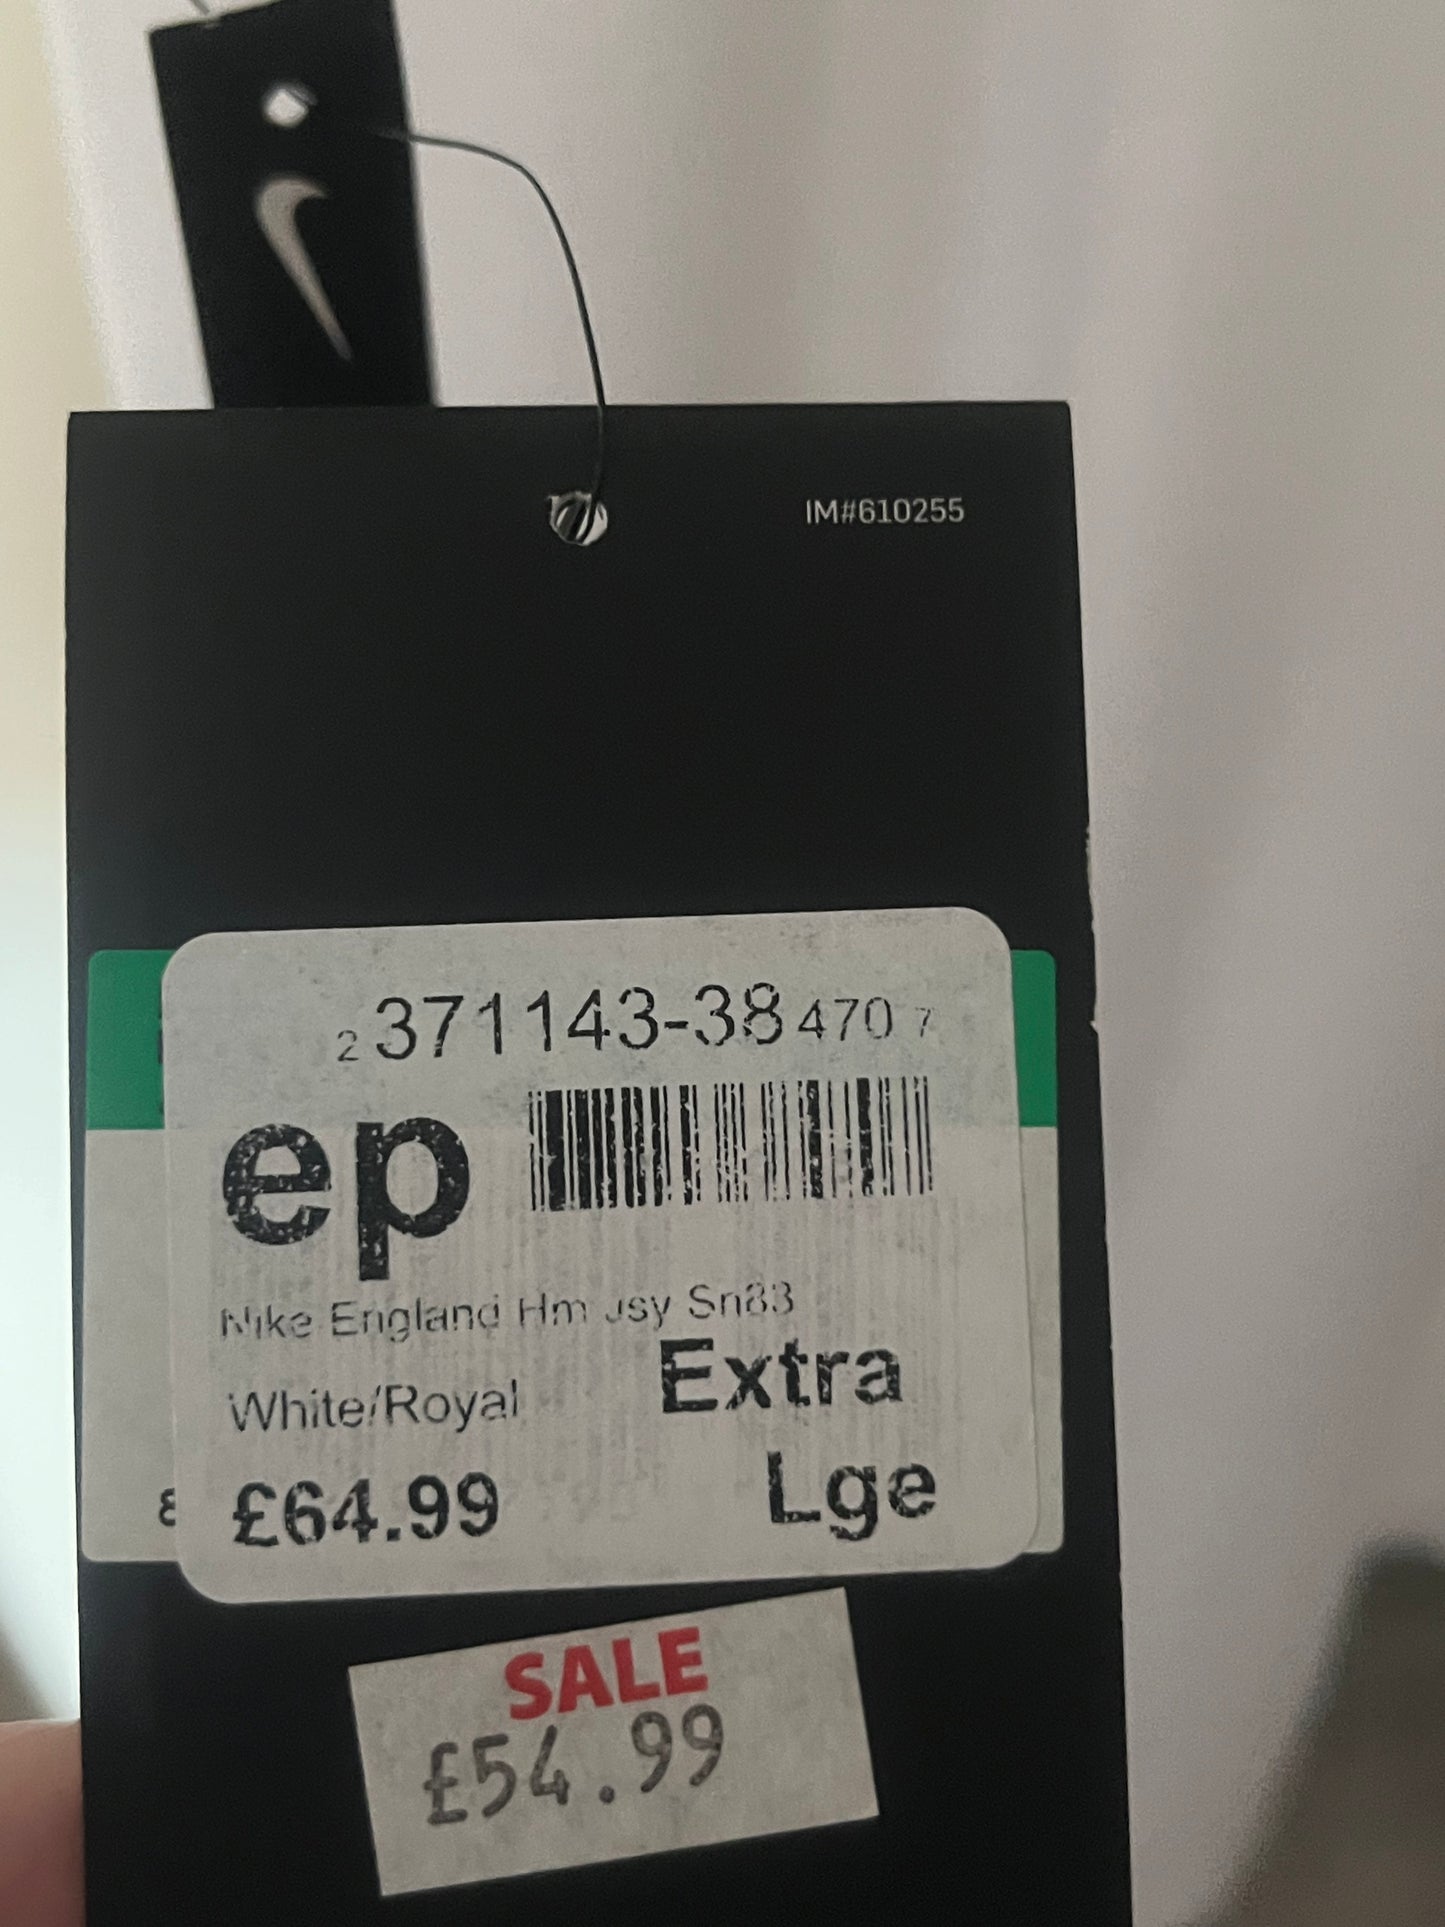 IM#610255
2 371143-38 470 7
ep
Nike England Hm Jsy Sn83
Extra
White/Royal
Lge
£64.99
SALE
£54.99